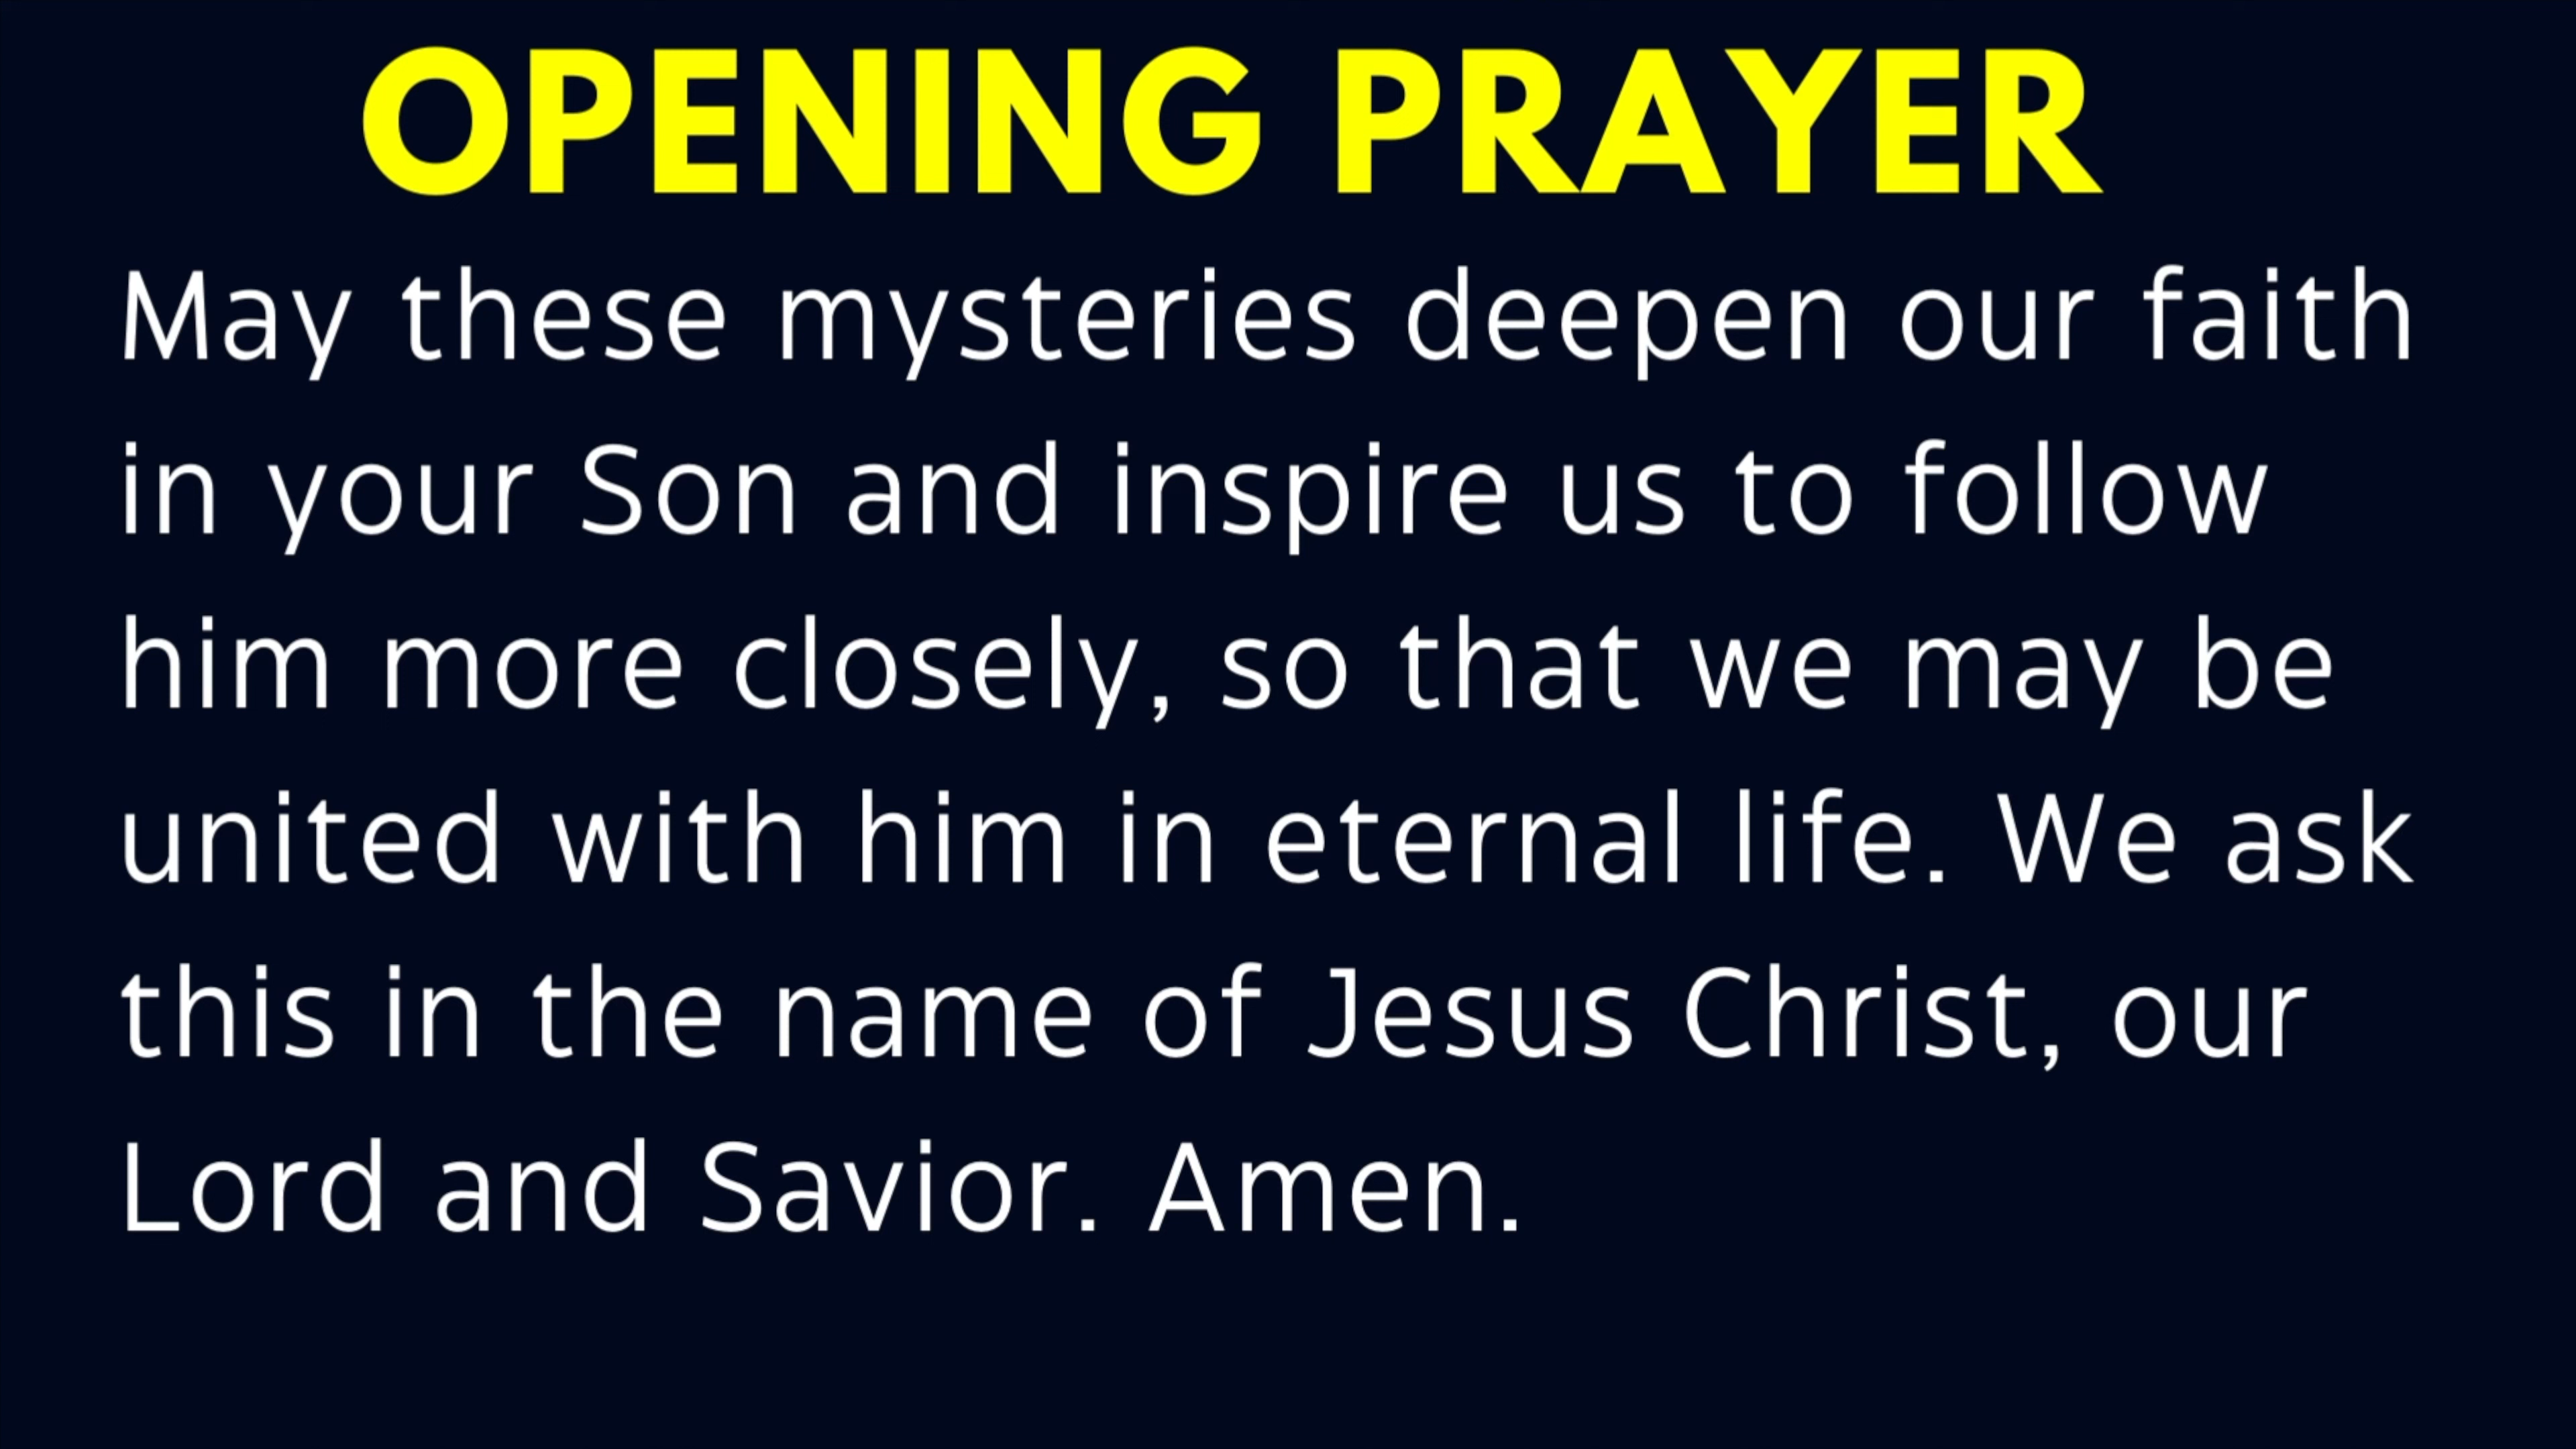 OPENING PRAYER
May these mysteries deepen our faith
in your Son and inspire us to follow
him more closely, so that we may be
united with him in eternal life. We ask
this in the name of Jesus Christ, our
Lord and Savior. Amen.